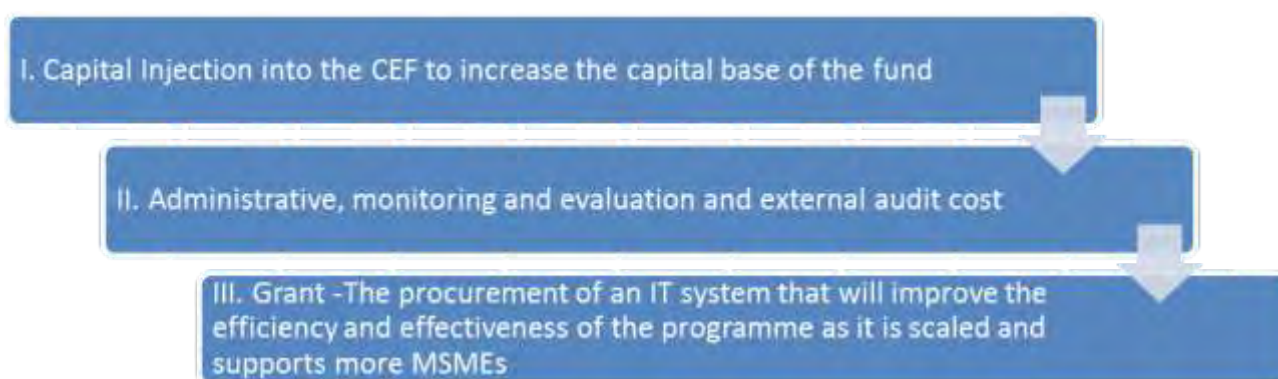 I. Capital Injection into the CEF to increase the capital base of the fund
II. Administrative, monitoring and evaluation and external audit cost
III. Grant -The procurement of an IT system that will improve the
efficiency and effectiveness of the programme as it is scaled and
supports more MSMEs